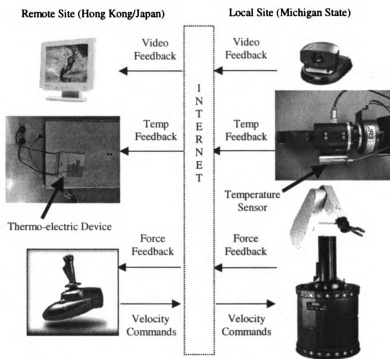 Remote Site (Hong Kong/Japan)
Local Site (Michigan State)
Video
Feedback
Video
Feedback
INTERNET
Temp
Feedback
Temp
Feedback
Thermo-electric Device
Temperature
Sensor
Force
Feedback
Force
Feedback
Velocity
Commands
Velocity
Commands